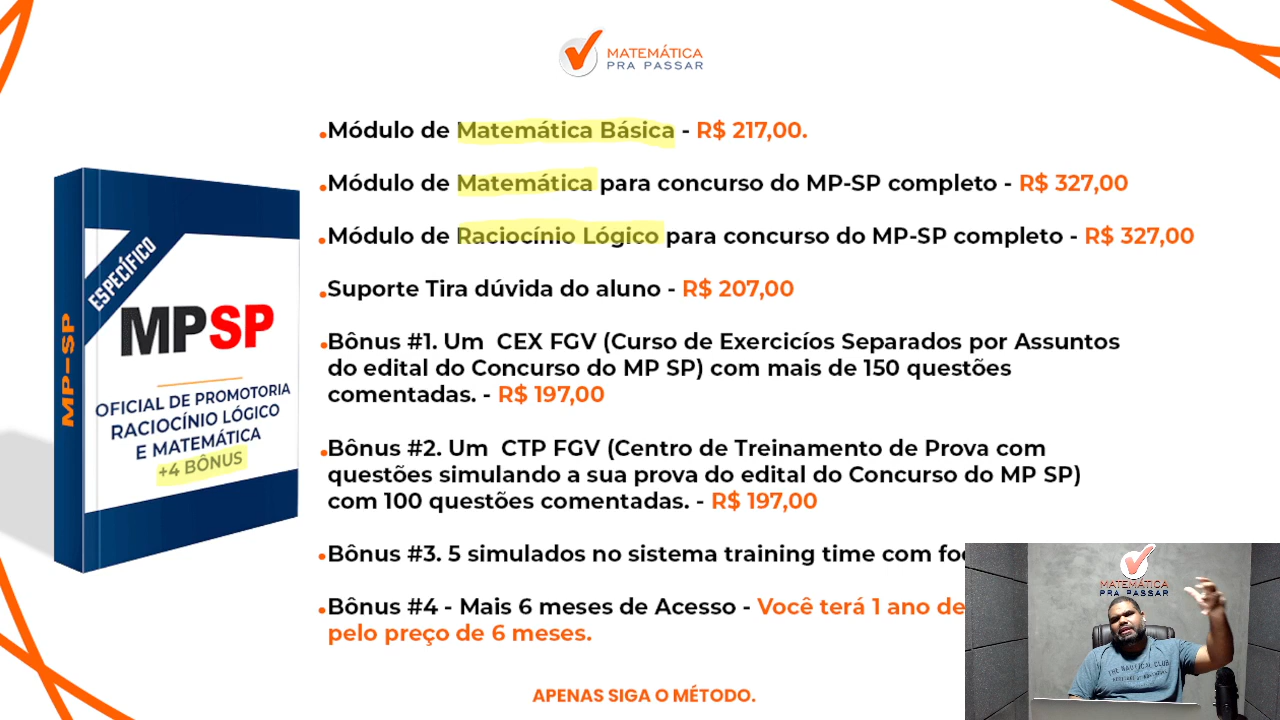 MATEMÁTICA
PRA PASSAR
Módulo de Matemática Básica - R$ 217,00.
Módulo de Matemática para concurso do MP-SP completo - R$ 327,00
Módulo de Raciocínio Lógico para concurso do MP-SP completo - R$ 327,00
Suporte Tira dúvida do aluno - R$ 207,00
Bônus #1. Um CEX FGV (Curso de Exercicíos Separados por Assuntos
do edital do Concurso do MP SP) com mais de 150 questões
comentadas. - R$ 197,00
Bônus #2. Um CTP FGV (Centro de Treinamento de Prova com
questões simulando a sua prova do edital do Concurso do MP SP)
com 100 questões comentadas. - R$ 197,00
Bônus #3. 5 simulados no sistema training time com
Bônus #4 - Mais 6 meses de Acesso - Você terá 1 ano de
pelo preço de 6 meses.
APENAS SIGA O MÉTODO.
MP-SP
ESPECÍFICO
MPSP
OFICIAL DE PROMOTORIA
RACIOCÍNIO LÓGICO
E MATEMÁTICA
+4 BÔNUS
MATEMÁTICA
PRA PASSAR
THE NAUTICAL CLUB